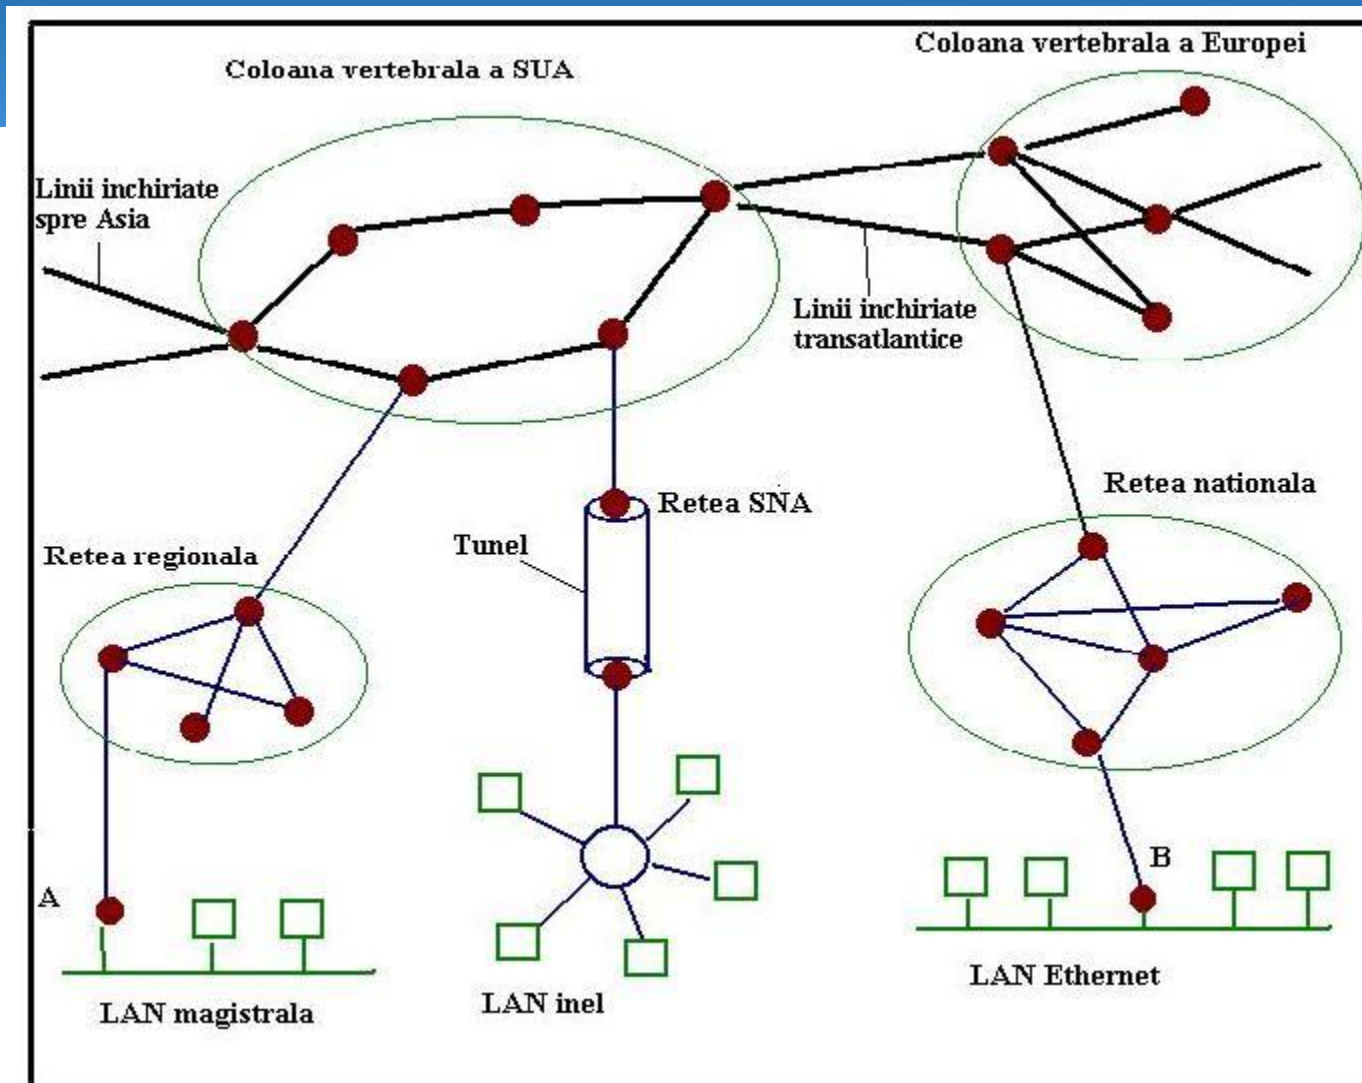 Coloana vertebrala a Europei
Coloana vertebrala a SUA
Linii inchiriate
spre Asia
Linii inchiriate
transatlantice
Retea nationala
Retea SNA
Tunel
Retea regionala
B
A
LAN Ethernet
LAN inel
LAN magistrala